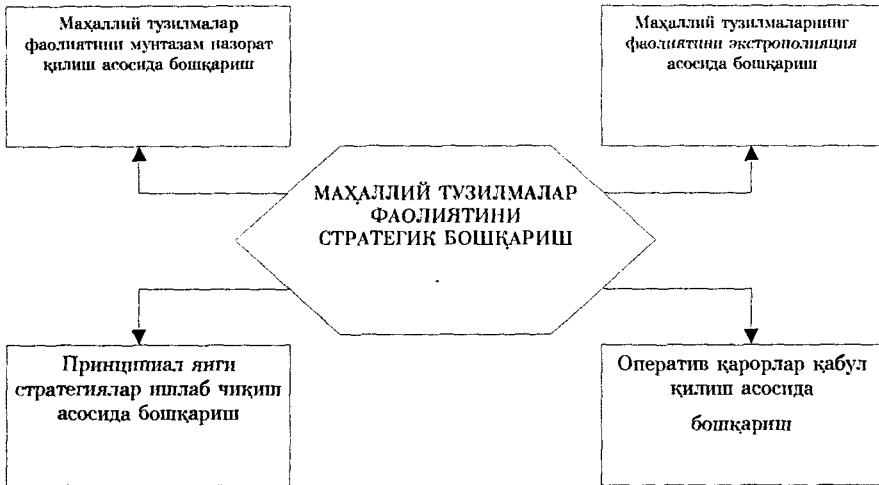 Маҳаллий тузилмалар
фаолиятини мунтазам назорат
қилиш асосида бошқариш
Маҳаллий тузилмаларнинг
фаолиятини экстрополияция
асосида бошқариш
МАҲАЛЛИЙ ТУЗИЛМАЛАР
ФАОЛИЯТИНИ
СТРАТЕГИК БОШҚАРИШ
Принципиал янги
стратегиялар ишлаб чиқиш
асосида бошқариш
Оператив қарорлар қабул
қилиш асосида
бошқариш